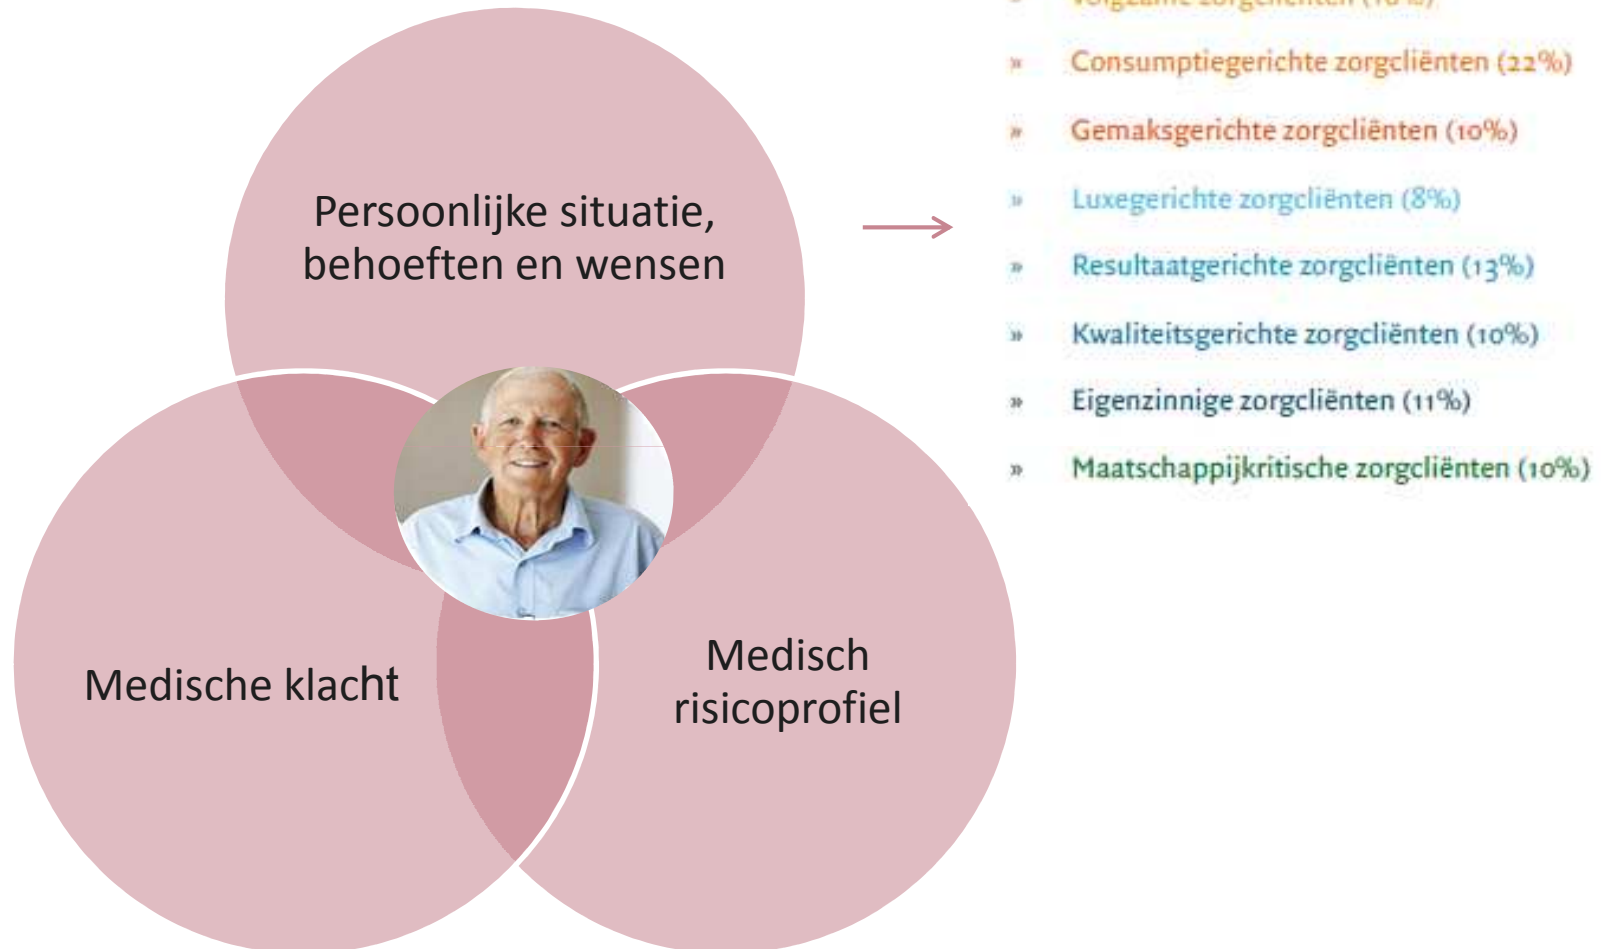 Persoonlijke situatie,
behoeften en wensen
Medische klacht
Medisch
risicoprofiel
» Consumptiegerichte zorgcliënten (22%)
» Gemaksgerichte zorgcliënten (10%)
» Luxegerichte zorgcliënten (8%)
» Resultaatgerichte zorgcliënten (13%)
» Kwaliteitsgerichte zorgcliënten (10%)
» Eigenzinnige zorgcliënten (11%)
» Maatschappijkritische zorgcliënten (10%)